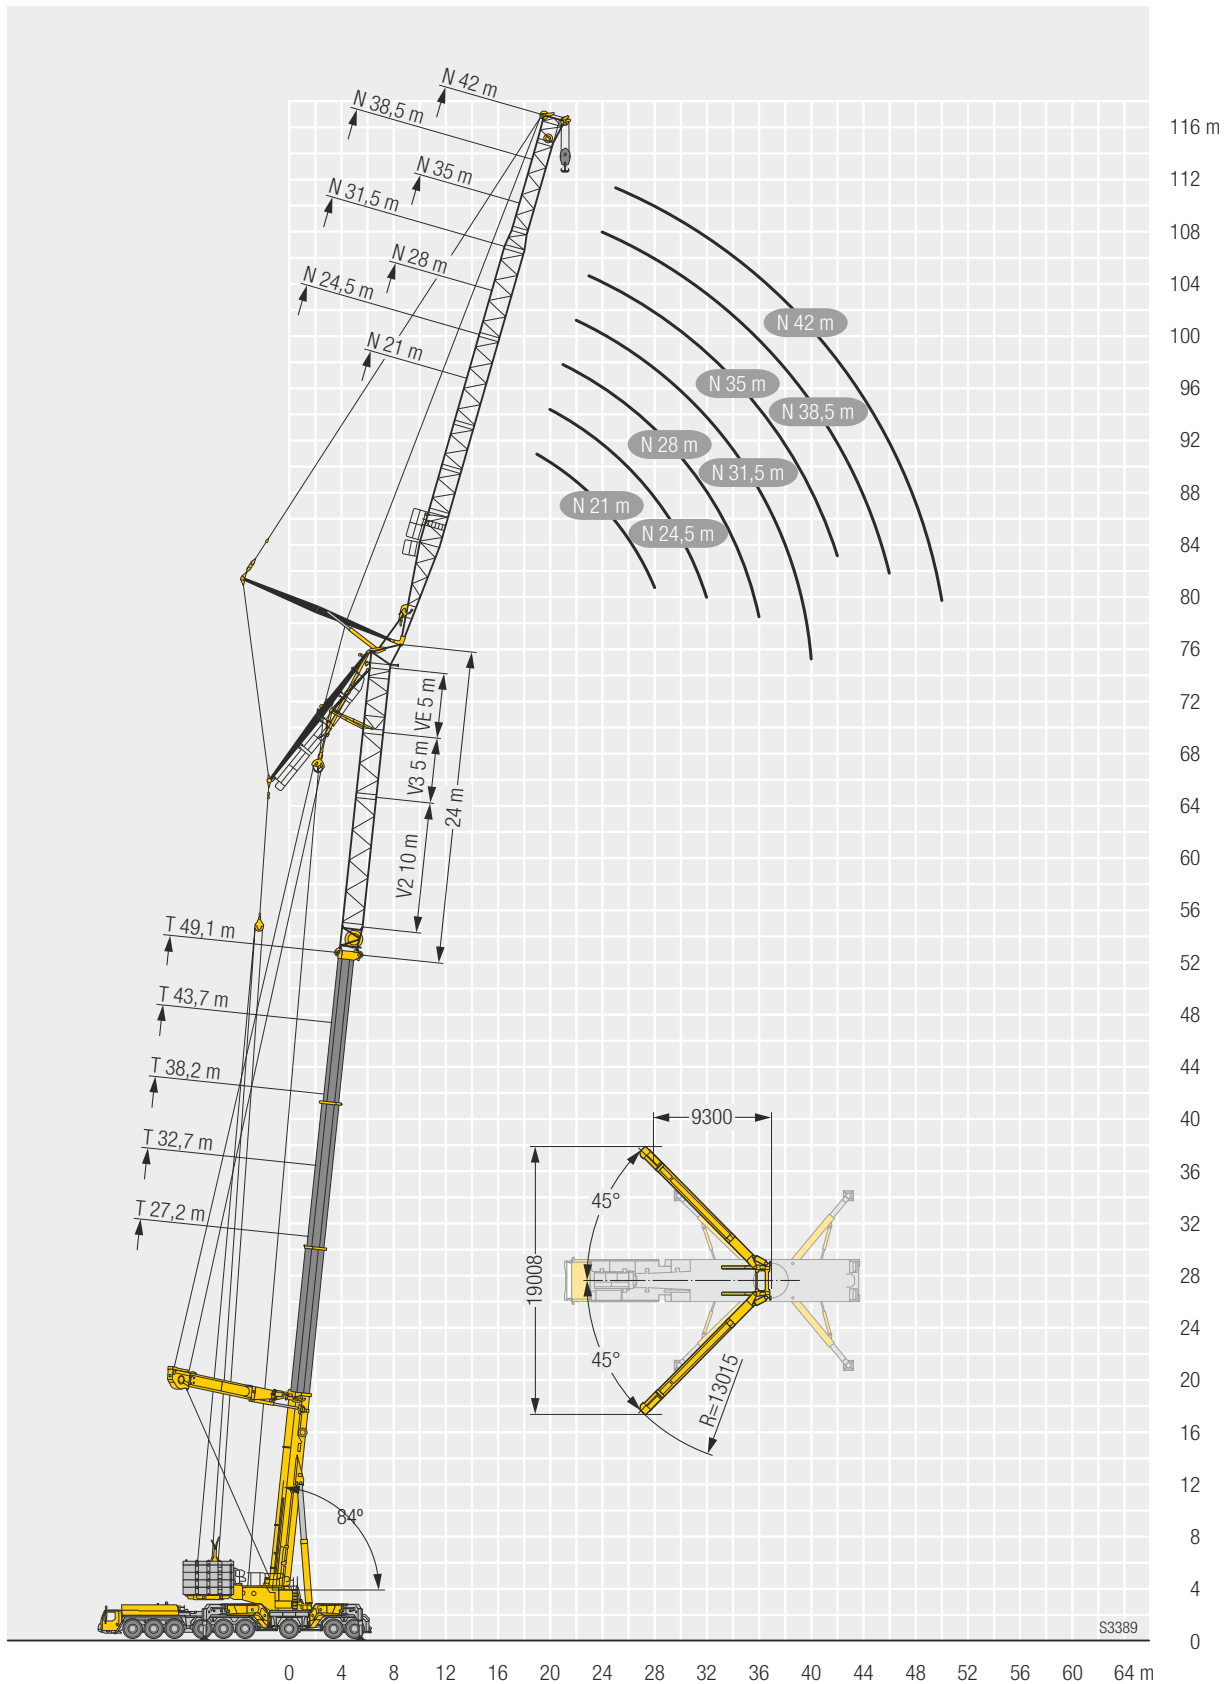 N 42 m
N 38,5 m
N 35 m
N 31,5 m
N 28 m
N 24,5 m
N 21 m
116 m
112
108
104
100
96
92
88
84
80
76
72
68
64
60
56
52
48
44
40
36
32
28
24
20
16
12
8
4
0
N 42 m
N 35 m
N 38,5 m
N 28 m
N 31,5 m
N 21 m
N 24,5 m
VE 5 m
V3 5 m
24 m
V2 10 m
T 49,1 m
T 43,7 m
T 38,2 m
T 32,7 m
T 27,2 m
9300
45°
19008
45°
R=13015
84°
S3389
0 4 8 12 16 20 24 28 32 36 40 44 48 52 56 60 64 m